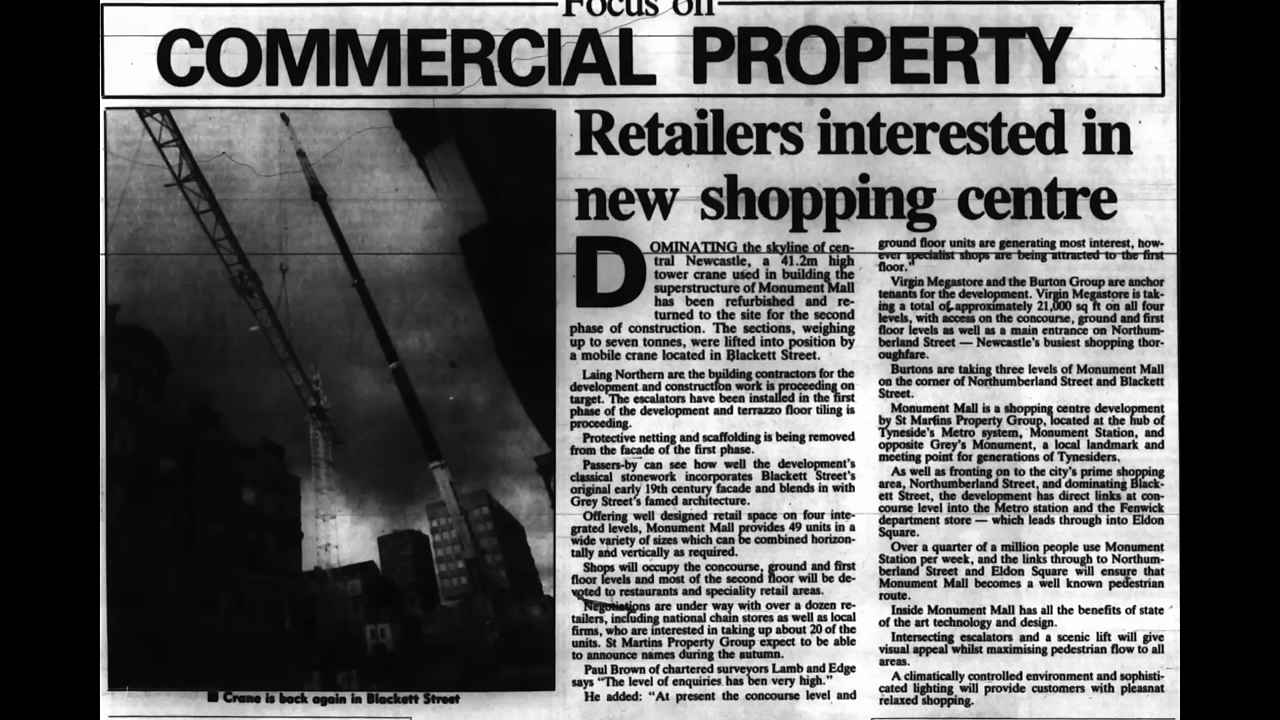 Focus on
COMMERCIAL PROPERTY
Retailers interested in
new shopping centre
DOMINATING the skyline of cen-
tral Newcastle, a 41.2m high
tower crane used in building the
superstructure of Monument Mall
has been refurbished and re-
turned to the site for the second
phase of construction. The sections, weighing
up to seven tonnes, were lifted into position by
a mobile crane located in Blackett Street.
Laing Northern are the building contractors for the
development and construction work is proceeding on
target. The escalators have been installed in the first
phase of the development and terrazzo floor tiling is
proceeding.
Protective netting and scaffolding is being removed
from the facade of the first phase.
Passers-by can see how well the development's
classical stonework incorporates Blackett Street's
original early 19th century facade and blends in with
Grey Street's famed architecture.
Offering well designed retail space on four inte-
grated levels, Monument Mall provides 49 units in a
wide variety of sizes which can be combined horizon-
tally and vertically as required.
Shops will occupy the concourse, ground and first
floor levels and most of the second floor will be de-
voted to restaurants and speciality retail areas.
Negotiations are under way with over a dozen re-
tailers, including national chain stores as well as local
firms, who are interested in taking up about 20 of the
units. St Martins Property Group expect to be able
to announce names during the autumn.
Paul Brown of chartered surveyors Lamb and Edge
says "The level of enquiries has ben very high."
He added: "At present the concourse level and
ground floor units are generating most interest, how-
ever specialist shops are being attracted to the first
floor."
Virgin Megastore and the Burton Group are anchor
tenants for the development. Virgin Megastore is tak-
ing a total of approximately 21,000 sq ft on all four
levels, with access on the concourse, ground and first
floor levels as well as a main entrance on Northum-
berland Street — Newcastle's busiest shopping thor-
oughfare.
Burtons are taking three levels of Monument Mall
on the corner of Northumberland Street and Blackett
Street.
Monument Mall is a shopping centre development
by St Martins Property Group, located at the hub of
Tyneside's Metro system, Monument Station, and
opposite Grey's Monument, a local landmark and
meeting point for generations of Tynesiders.
As well as fronting on to the city's prime shopping
area, Northumberland Street, and dominating Black-
ett Street, the development has direct links at con-
course level into the Metro station and the Fenwick
department store — which leads through into Eldon
Square.
Over a quarter of a million people use Monument
Station per week, and the links through to Northum-
berland Street and Eldon Square will ensure that
Monument Mall becomes a well known pedestrian
route.
Inside Monument Mall has all the benefits of state
of the art technology and design.
Intersecting escalators and a scenic lift will give
visual appeal whilst maximising pedestrian flow to all
areas.
A climatically controlled environment and sophisti-
cated lighting will provide customers with pleasnat
relaxed shopping.
■ Crane is back again in Blackett Street